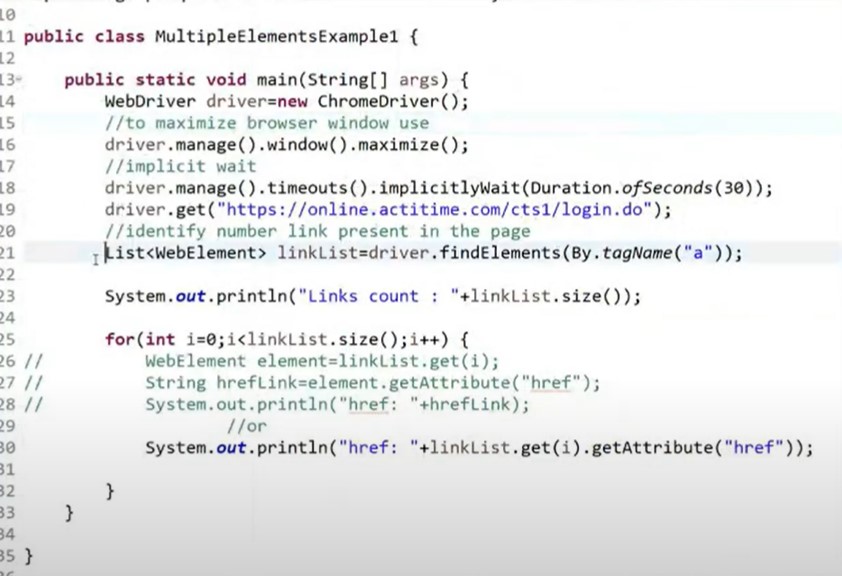 10
11 public class MultipleElementsExample1 {
12
13 public static void main(String[] args) {
14 WebDriver driver=new ChromeDriver();
15 //to maximize browser window use
16 driver.manage().window().maximize();
17 //implicit wait
18 driver.manage().timeouts().implicitlyWait(Duration.ofSeconds(30));
19 driver.get("https://online.actitime.com/cts1/login.do");
20 //identify number link present in the page
21 List<WebElement> linkList=driver.findElements(By.tagName("a"));
22
23 System.out.println("Links count : "+linkList.size());
24
25 for(int i=0;i<linkList.size();i++) {
26 // WebElement element=linkList.get(i);
27 // String hrefLink=element.getAttribute("href");
28 // System.out.println("href: "+hrefLink);
29 //or
30 System.out.println("href: "+linkList.get(i).getAttribute("href"));
31
32 }
33 }
34
35 }